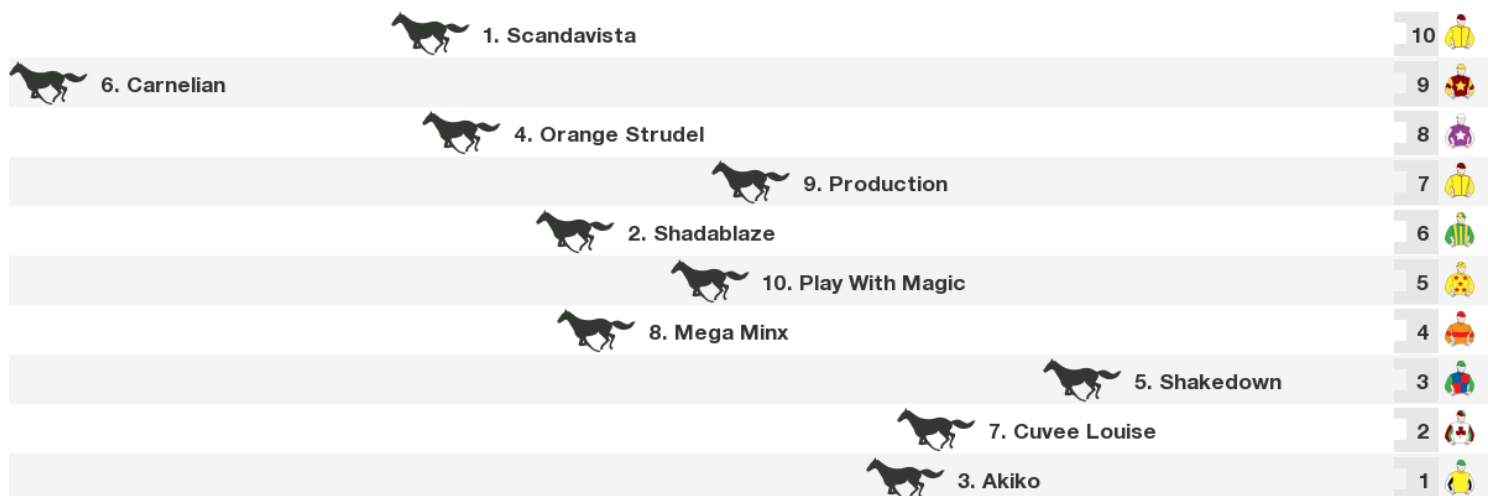 1. Scandavista 10
6. Carnelian 9
4. Orange Strudel 8
9. Production 7
2. Shadablaze 6
10. Play With Magic 5
8. Mega Minx 4
5. Shakedown 3
7. Cuvee Louise 2
3. Akiko 1